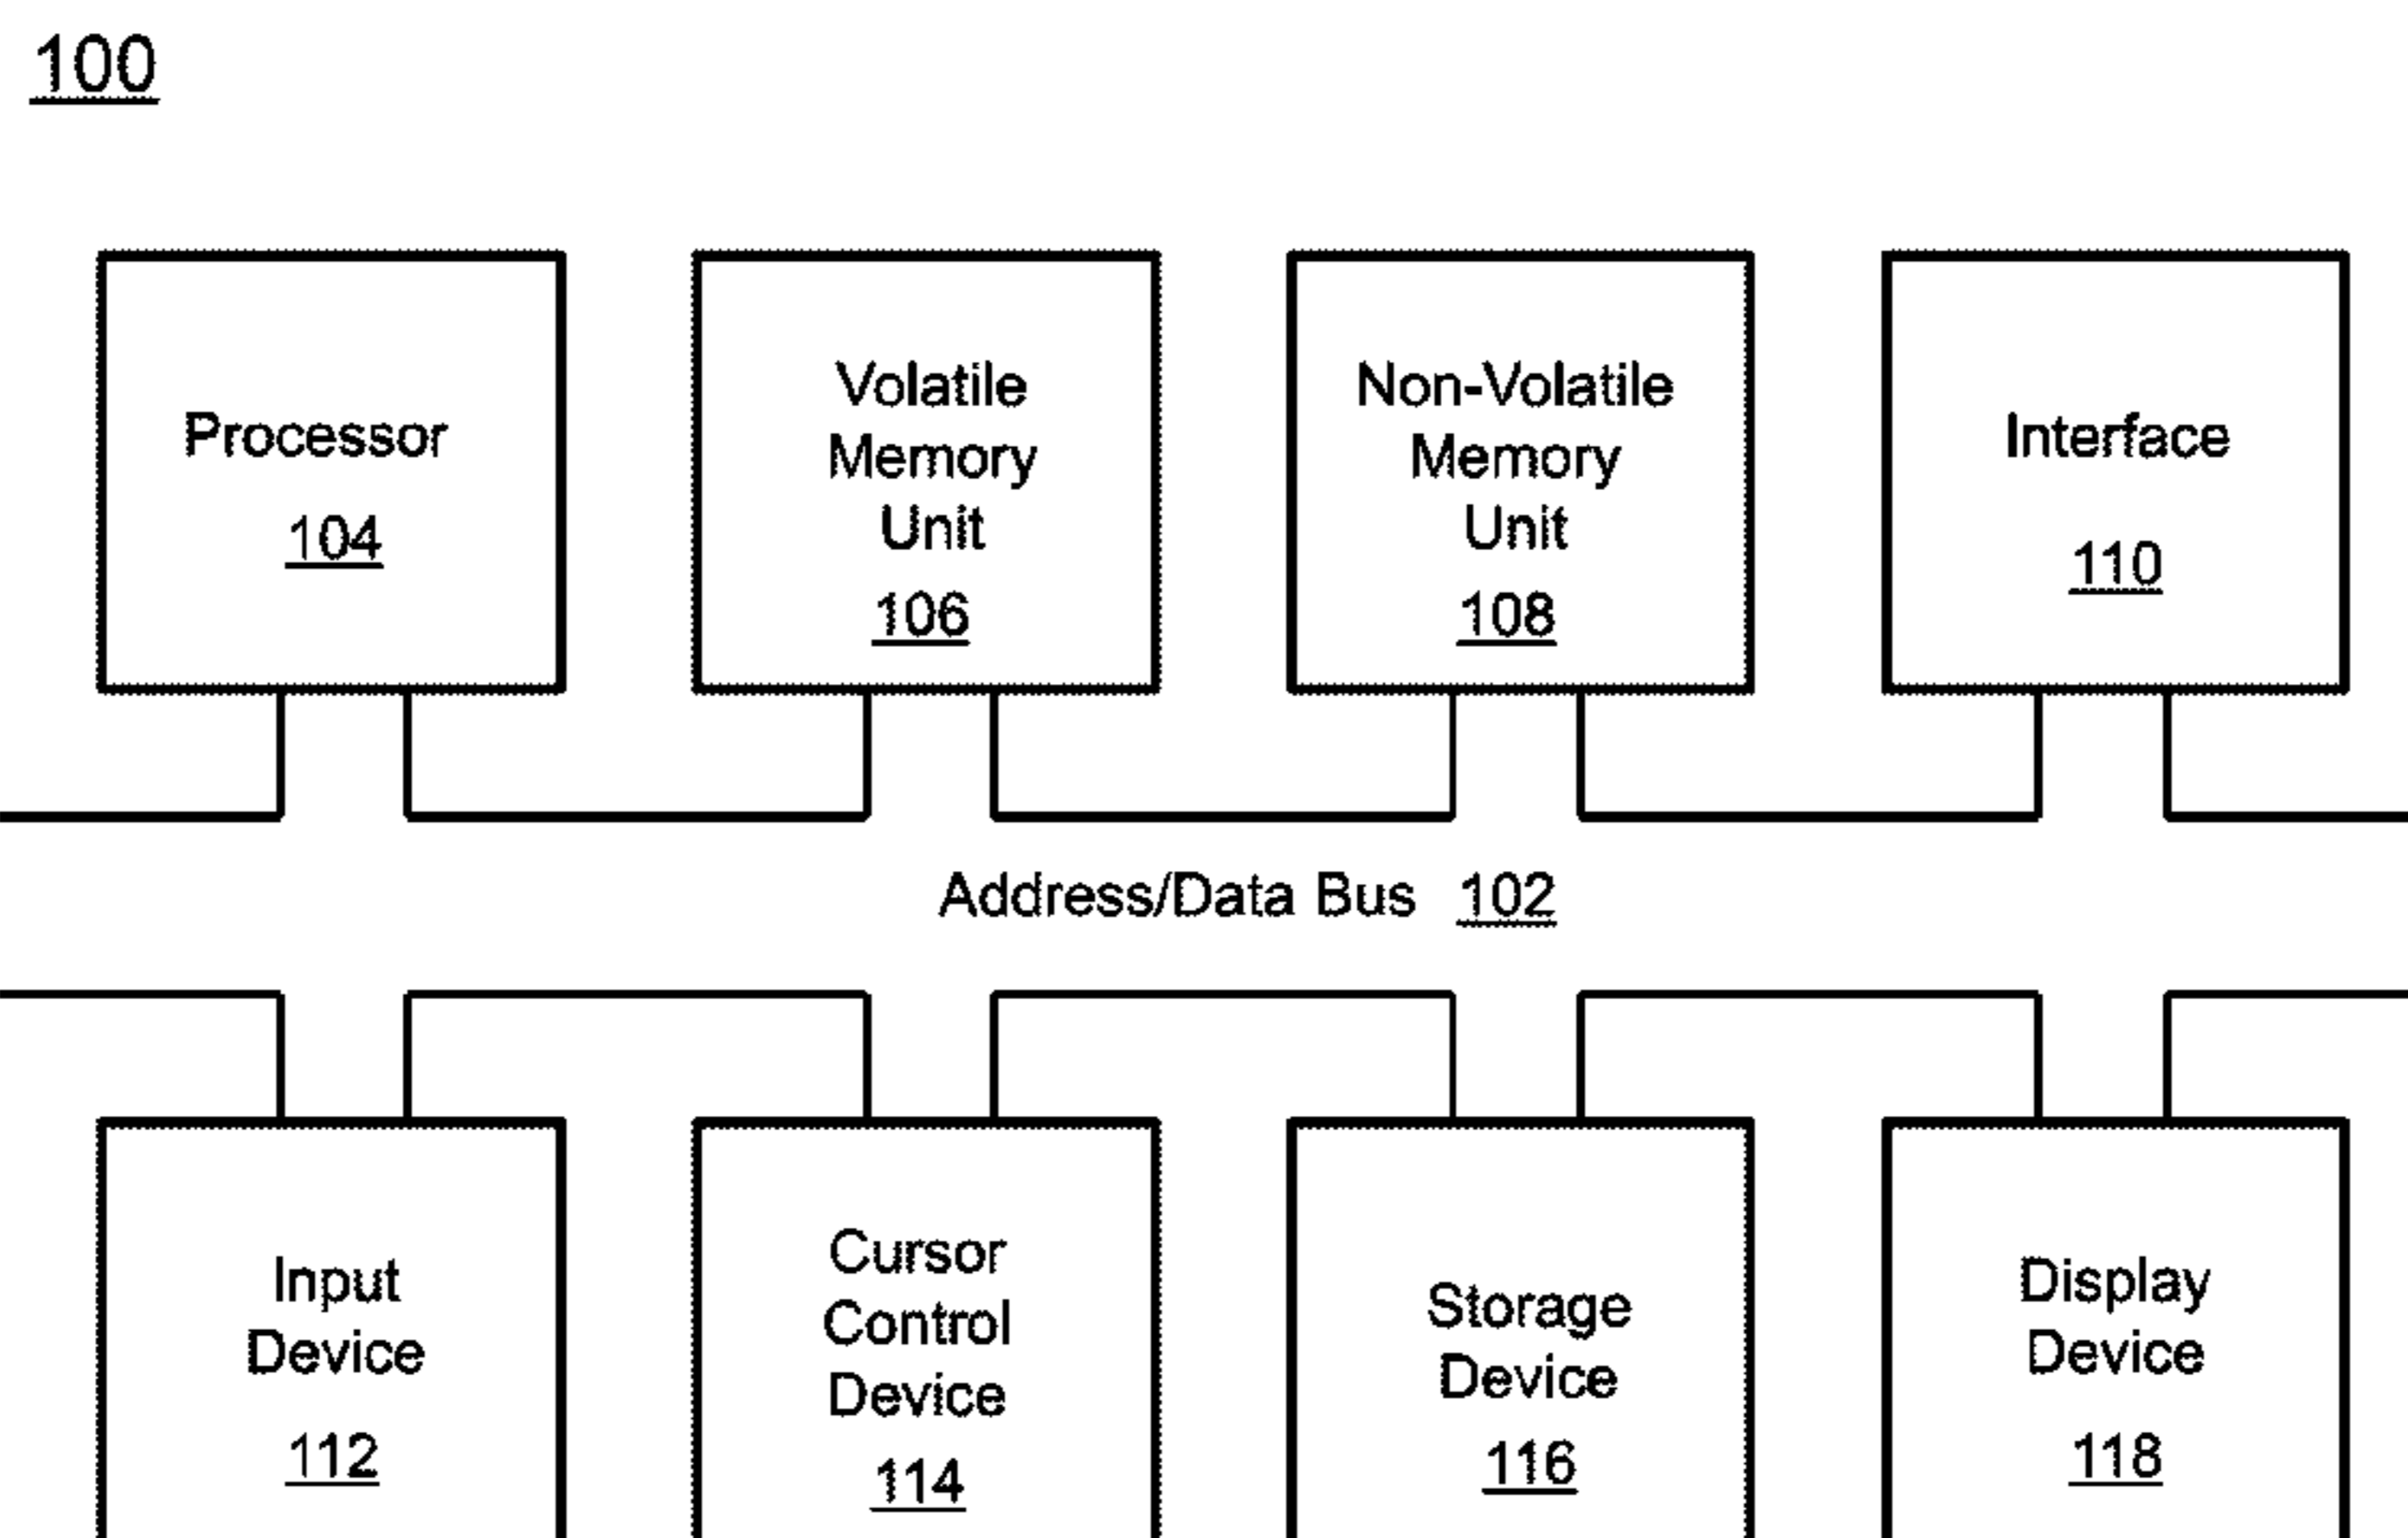 100
Processor
104
Volatile
Memory
Unit
106
Non-Volatile
Memory
Unit
108
Interface
110
Address/Data Bus 102
Input
Device
112
Cursor
Control
Device
114
Storage
Device
116
Display
Device
118